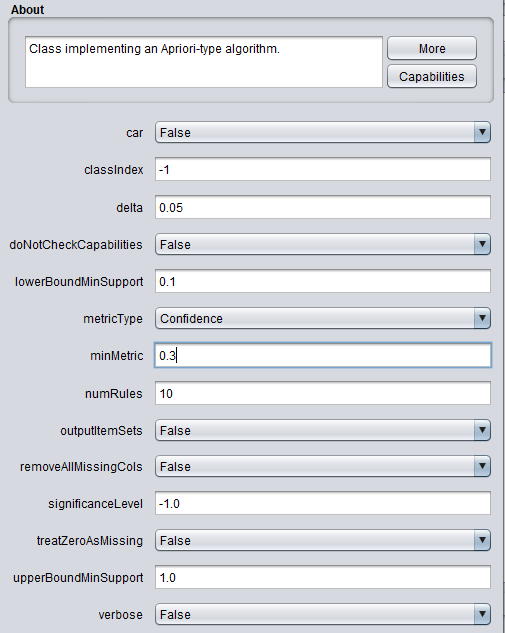 About
Class implementing an Apriori-type algorithm.
More
Capabilities
car False
classIndex -1
delta 0.05
doNotCheckCapabilities False
lowerBoundMinSupport 0.1
metricType Confidence
minMetric 0.3
numRules 10
outputItemSets False
removeAllMissingCols False
significanceLevel -1.0
treatZeroAsMissing False
upperBoundMinSupport 1.0
verbose False